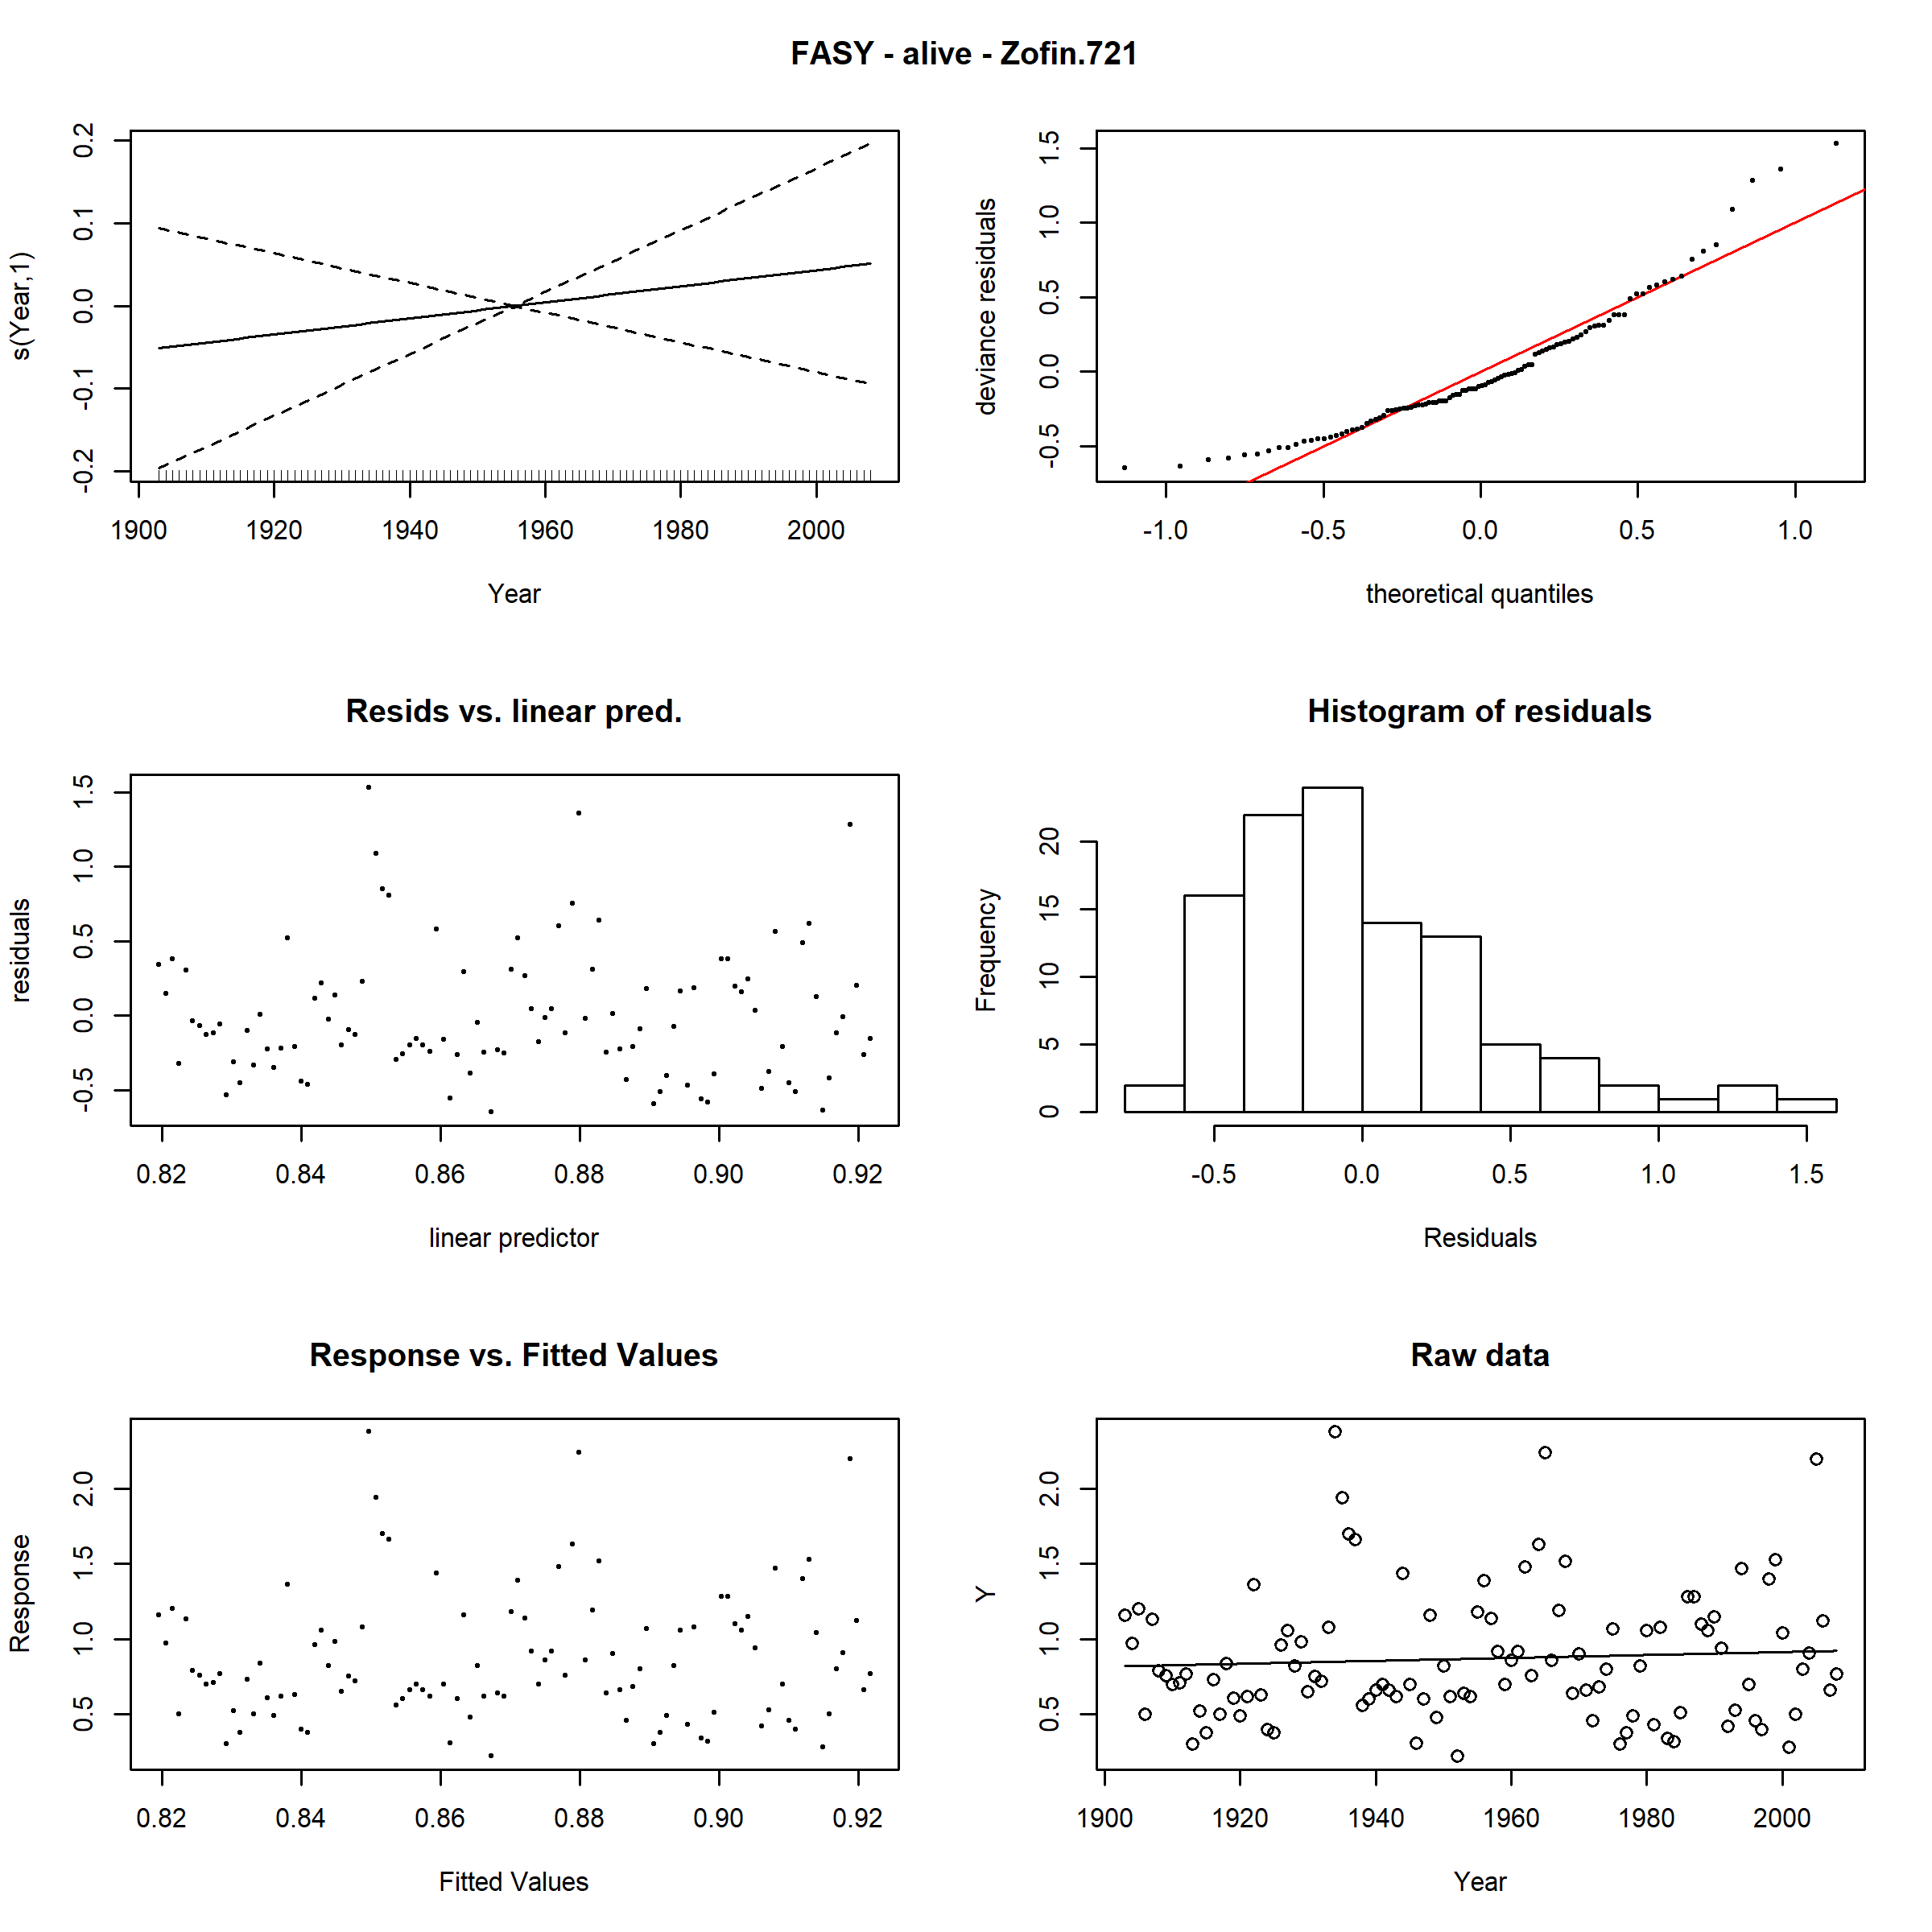 FASY - alive - Zofin.721
s(Year,1)
0.2
0.1
0.0
-0.1
-0.2
1900 1920 1940 1960 1980 2000
Year
deviance residuals
1.5
1.0
0.5
0.0
-0.5
-1.0 -0.5 0.0 0.5 1.0
theoretical quantiles
Resids vs. linear pred.
residuals
1.5
1.0
0.5
0.0
-0.5
0.82 0.84 0.86 0.88 0.90 0.92
linear predictor
Histogram of residuals
Frequency
20
15
10
5
0
-0.5 0.0 0.5 1.0 1.5
Residuals
Response vs. Fitted Values
Response
2.0
1.5
1.0
0.5
0.82 0.84 0.86 0.88 0.90 0.92
Fitted Values
Raw data
Y
2.0
1.5
1.0
0.5
1900 1920 1940 1960 1980 2000
Year